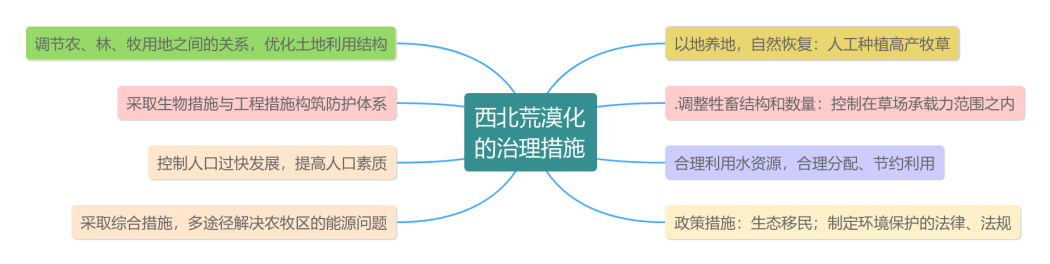 调节农、林、牧用地之间的关系，优化土地利用结构
采取生物措施与工程措施构筑防护体系
控制人口过快发展，提高人口素质
采取综合措施，多途径解决农牧区的能源问题
西北荒漠化
的治理措施
以地养地，自然恢复：人工种植高产牧草
.调整牲畜结构和数量：控制在草场承载力范围之内
合理利用水资源，合理分配、节约利用
政策措施：生态移民；制定环境保护的法律、法规